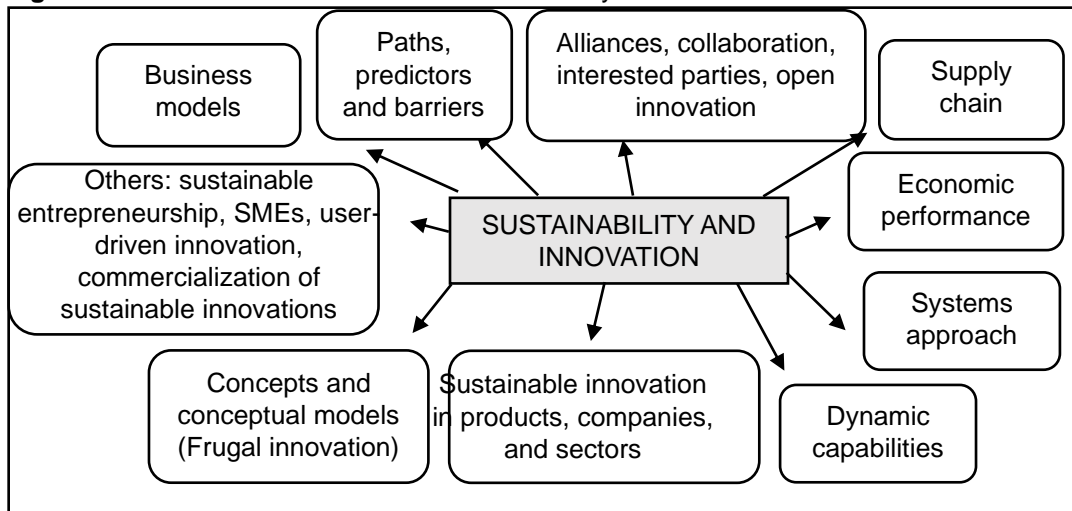 Business
models
Paths,
predictors
and barriers
Alliances, collaboration,
interested parties, open
innovation
Supply
chain
Others: sustainable
entrepreneurship, SMEs, user-
driven innovation,
commercialization of
sustainable innovations
SUSTAINABILITY AND
INNOVATION
Economic
performance
Systems
approach
Concepts and
conceptual models
(Frugal innovation)
Sustainable innovation
in products, companies,
and sectors
Dynamic
capabilities